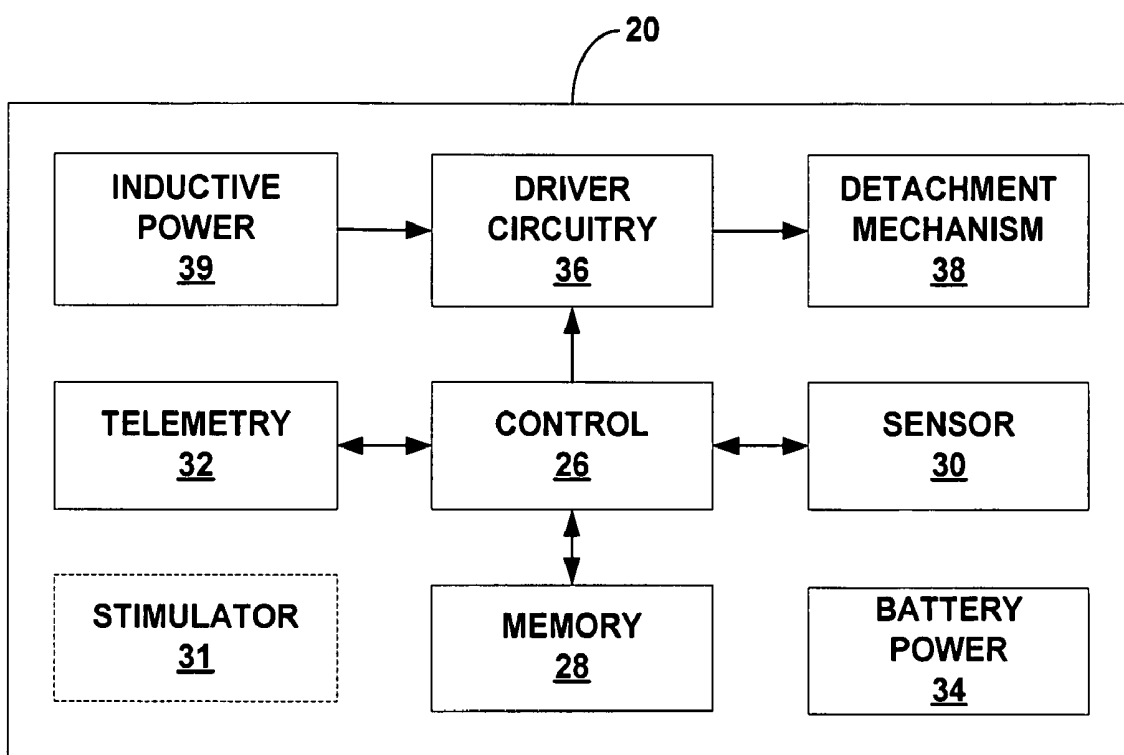 20
INDUCTIVE
POWER
39
DRIVER
CIRCUITRY
36
DETACHMENT
MECHANISM
38
TELEMETRY
32
CONTROL
26
SENSOR
30
STIMULATOR
31
MEMORY
28
BATTERY
POWER
34